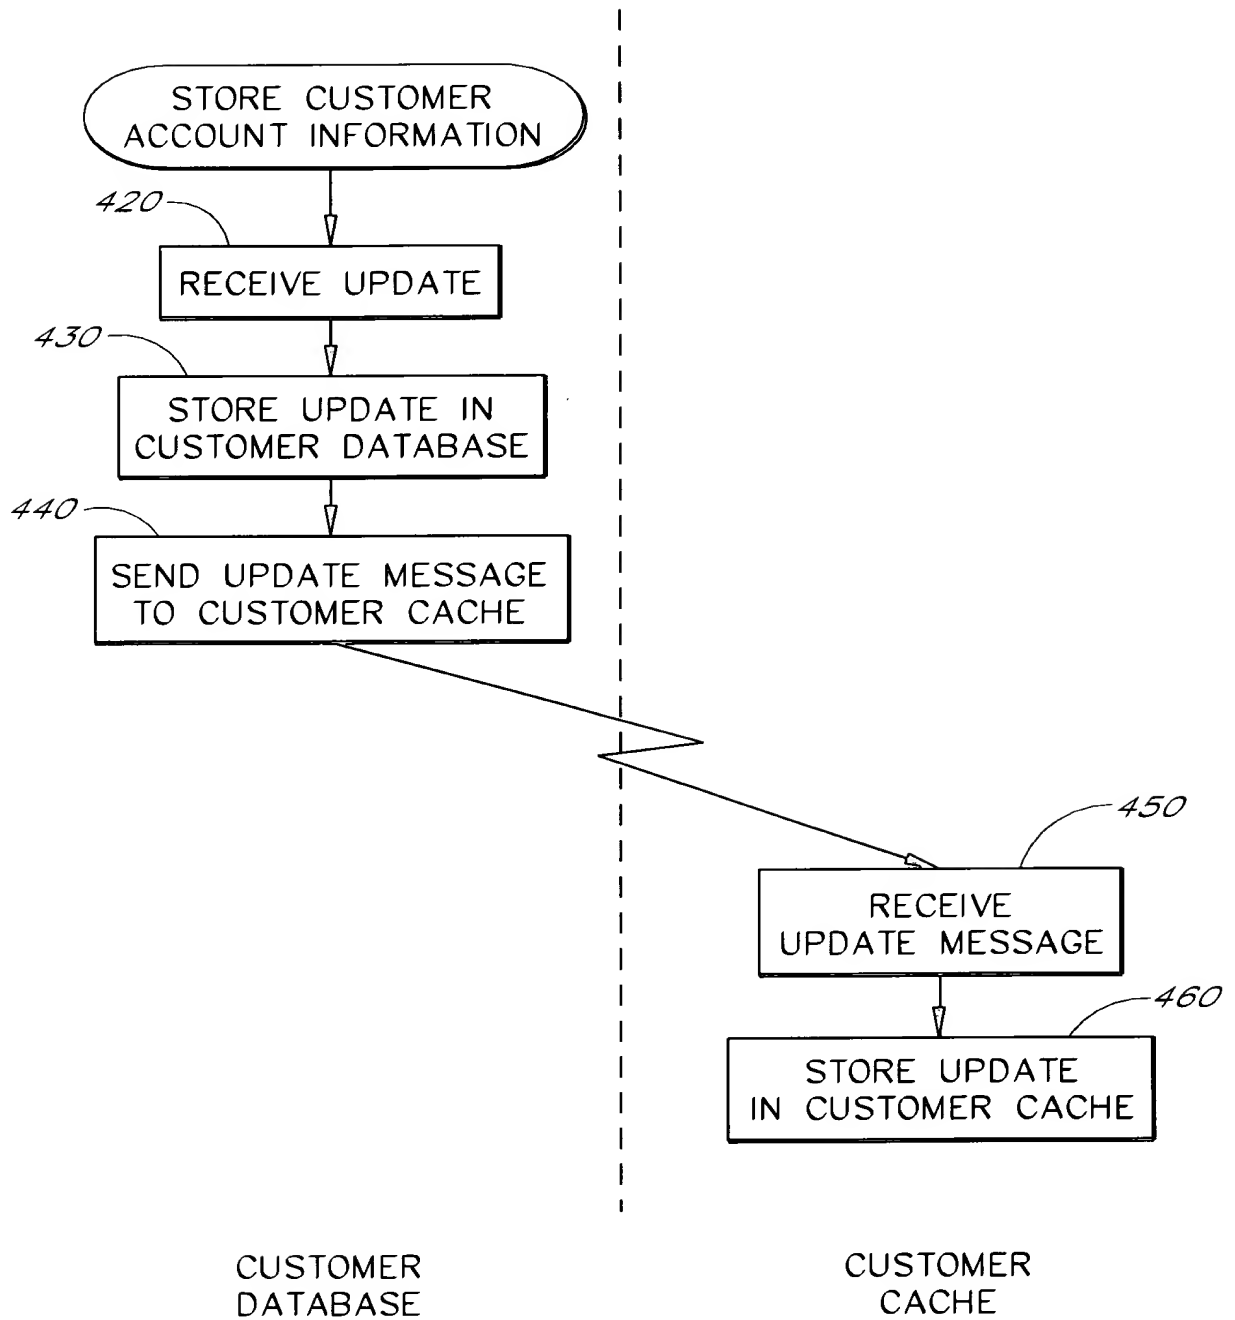 STORE CUSTOMER
ACCOUNT INFORMATION
420
RECEIVE UPDATE
430
STORE UPDATE IN
CUSTOMER DATABASE
440
SEND UPDATE MESSAGE
TO CUSTOMER CACHE
450
RECEIVE
UPDATE MESSAGE
460
STORE UPDATE
IN CUSTOMER CACHE
CUSTOMER
DATABASE
CUSTOMER
CACHE